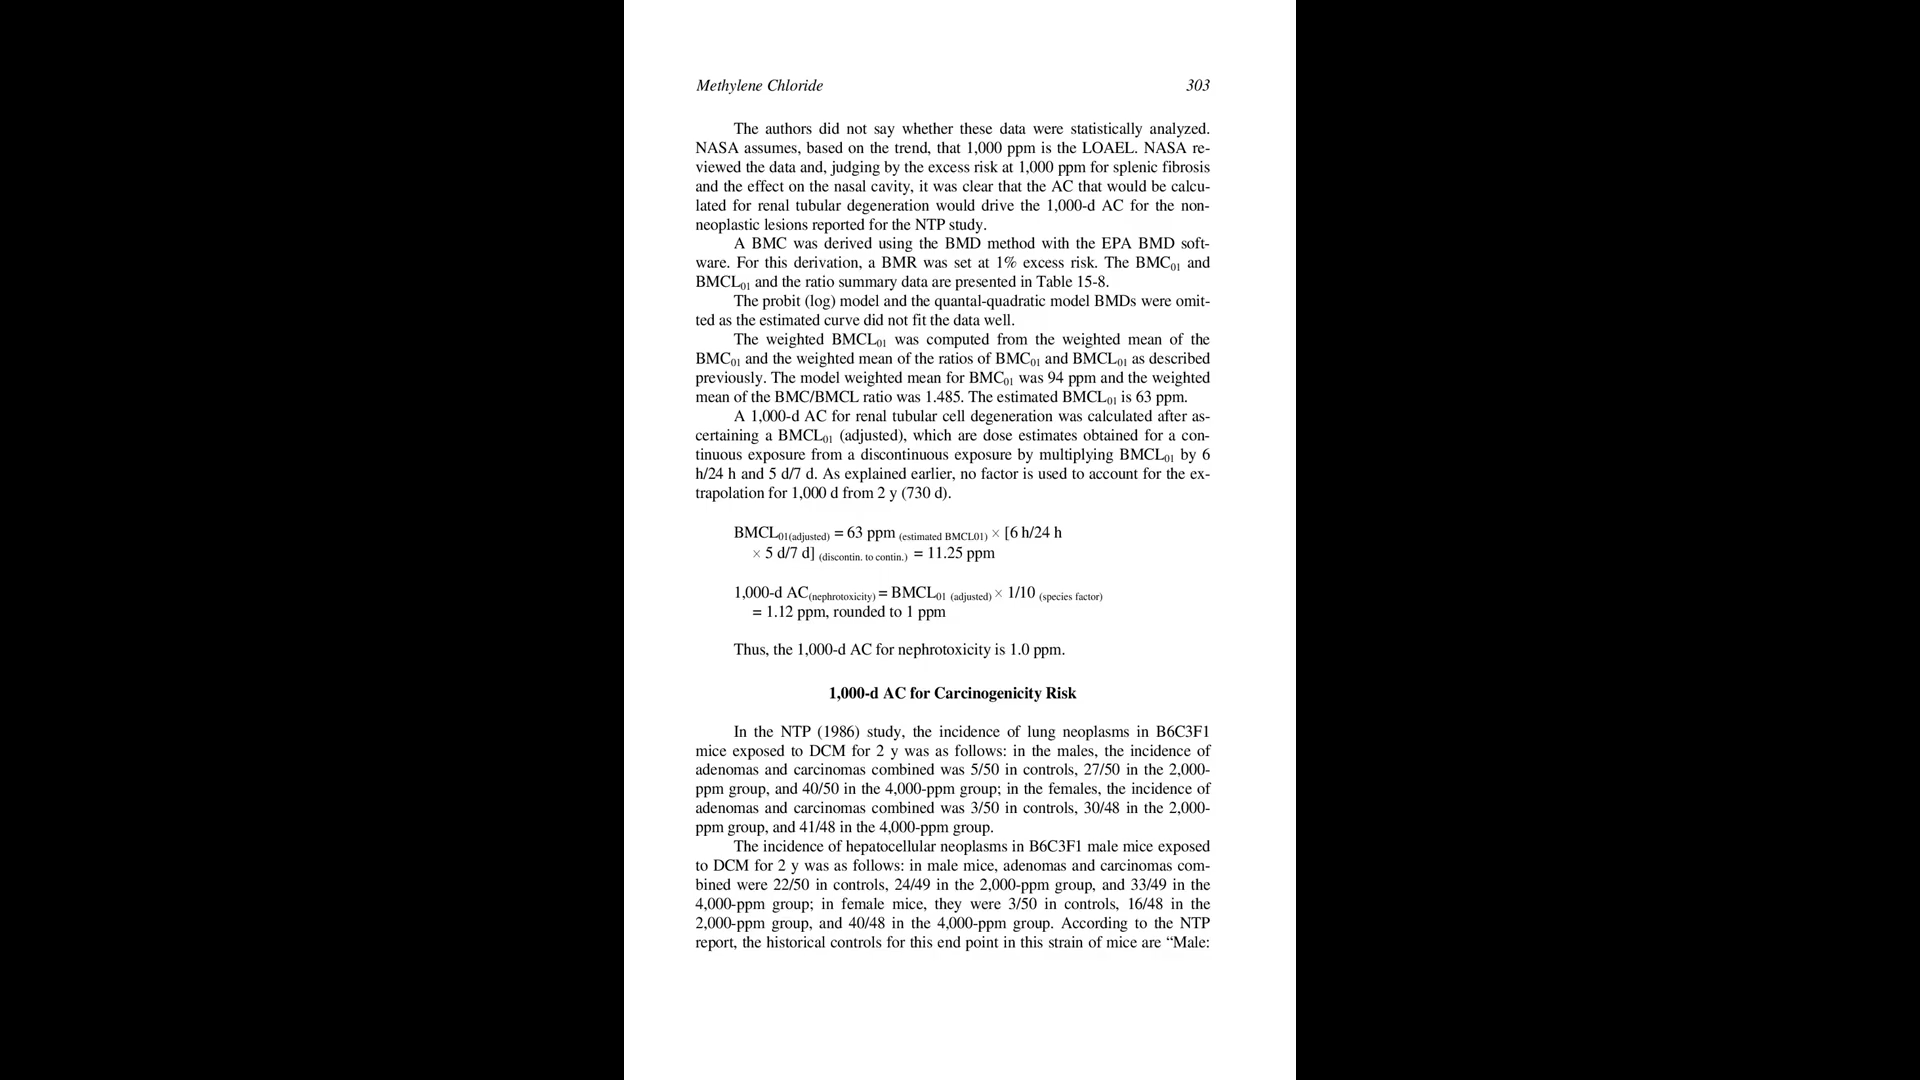 Methylene Chloride 303
The authors did not say whether these data were statistically analyzed.
NASA assumes, based on the trend, that 1,000 ppm is the LOAEL. NASA re-
viewed the data and, judging by the excess risk at 1,000 ppm for splenic fibrosis
and the effect on the nasal cavity, it was clear that the AC that would be calcu-
lated for renal tubular degeneration would drive the 1,000-d AC for the non-
neoplastic lesions reported for the NTP study.
A BMC was derived using the BMD method with the EPA BMD soft-
ware. For this derivation, a BMR was set at 1% excess risk. The BMC01 and
BMCL01 and the ratio summary data are presented in Table 15-8.
The probit (log) model and the quantal-quadratic model BMDs were omit-
ted as the estimated curve did not fit the data well.
The weighted BMCL01 was computed from the weighted mean of the
BMC01 and the weighted mean of the ratios of BMC01 and BMCL01 as described
previously. The model weighted mean for BMC01 was 94 ppm and the weighted
mean of the BMC/BMCL ratio was 1.485. The estimated BMCL01 is 63 ppm.
A 1,000-d AC for renal tubular cell degeneration was calculated after as-
certaining a BMCL01 (adjusted), which are dose estimates obtained for a con-
tinuous exposure from a discontinuous exposure by multiplying BMCL01 by 6
h/24 h and 5 d/7 d. As explained earlier, no factor is used to account for the ex-
trapolation for 1,000 d from 2 y (730 d).
BMCL01(adjusted) = 63 ppm (estimated BMCL01) × [6 h/24 h
× 5 d/7 d] (discontin. to contin.) = 11.25 ppm
1,000-d AC(nephrotoxicity) = BMCL01 (adjusted) × 1/10 (species factor)
= 1.12 ppm, rounded to 1 ppm
Thus, the 1,000-d AC for nephrotoxicity is 1.0 ppm.
1,000-d AC for Carcinogenicity Risk
In the NTP (1986) study, the incidence of lung neoplasms in B6C3F1
mice exposed to DCM for 2 y was as follows: in the males, the incidence of
adenomas and carcinomas combined was 5/50 in controls, 27/50 in the 2,000-
ppm group, and 40/50 in the 4,000-ppm group; in the females, the incidence of
adenomas and carcinomas combined was 3/50 in controls, 30/48 in the 2,000-
ppm group, and 41/48 in the 4,000-ppm group.
The incidence of hepatocellular neoplasms in B6C3F1 male mice exposed
to DCM for 2 y was as follows: in male mice, adenomas and carcinomas com-
bined were 22/50 in controls, 24/49 in the 2,000-ppm group, and 33/49 in the
4,000-ppm group; in female mice, they were 3/50 in controls, 16/48 in the
2,000-ppm group, and 40/48 in the 4,000-ppm group. According to the NTP
report, the historical controls for this end point in this strain of mice are “Male: